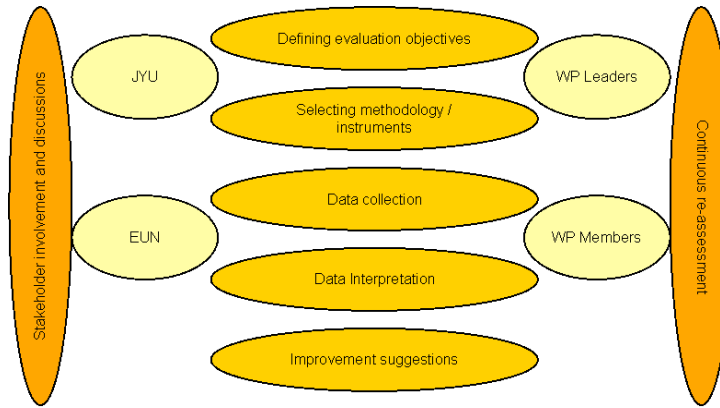 Stakeholder involvement and discussions
JYU
EUN
Defining evaluation objectives
Selecting methodology /
instruments
Data collection
Data Interpretation
Improvement suggestions
WP Leaders
WP Members
Continuous re-assessment